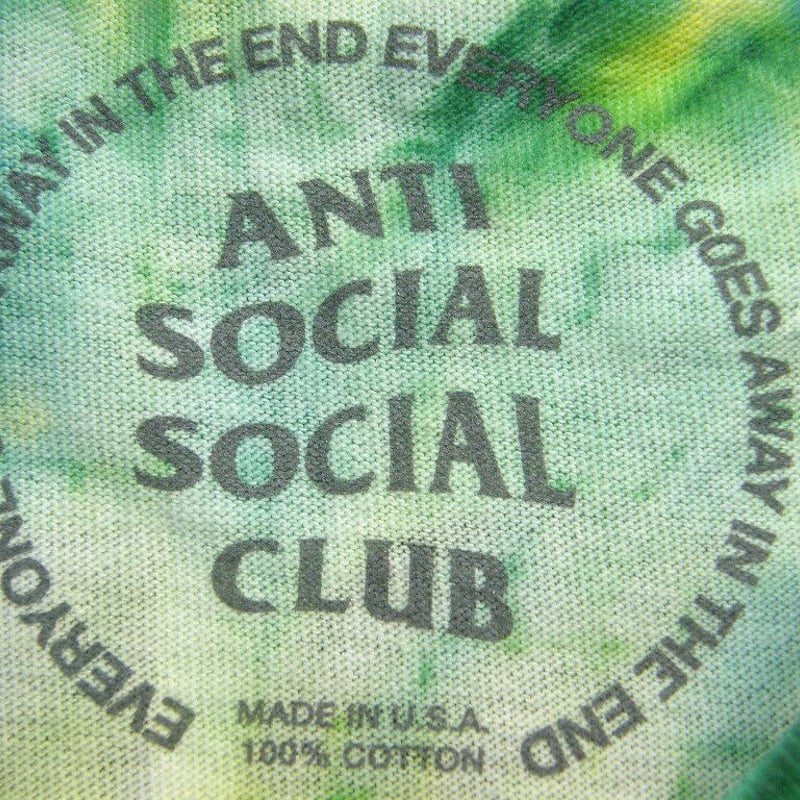 EVERYONE AWAY IN THE END EVERYONE GOES AWAY IN THE END
ANTI
SOCIAL
SOCIAL
CLUB
MADE IN U.S.A.
100% COTTON